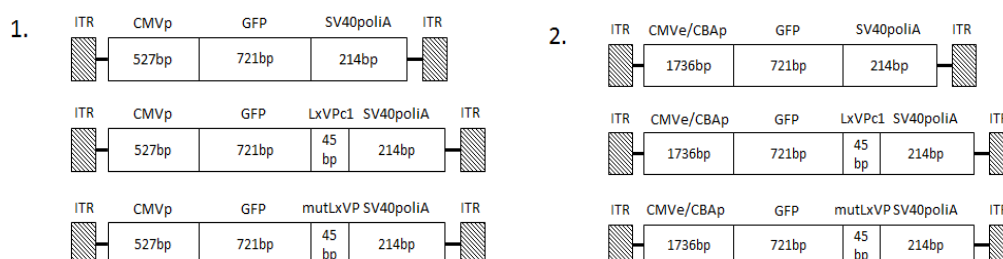 1.
ITR CMVp GFP SV40poliA ITR
527bp 721bp 214bp
ITR CMVp GFP LxVPc1 SV40poliA ITR
527bp 721bp 45 bp 214bp
ITR CMVp GFP mutLxVP SV40poliA ITR
527bp 721bp 45 bp 214bp
2.
ITR CMVe/CBAp GFP SV40poliA ITR
1736bp 721bp 214bp
ITR CMVe/CBAp GFP LxVPc1 SV40poliA ITR
1736bp 721bp 45 bp 214bp
ITR CMVe/CBAp GFP mutLxVP SV40poliA ITR
1736bp 721bp 45 bp 214bp